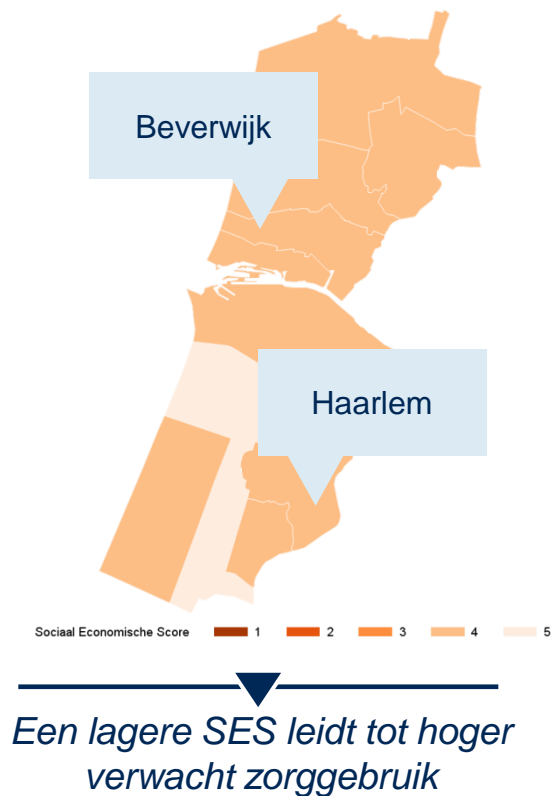 Beverwijk
Haarlem
Sociaal Economische Score 1 2 3 4 5
Een lagere SES leidt tot hoger
verwacht zorggebruik